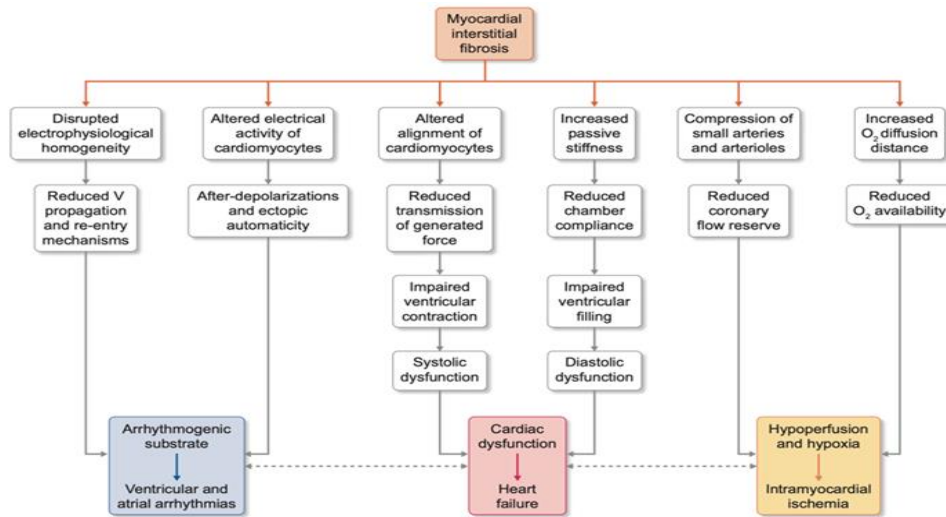 Myocardial
interstitial
fibrosis
Disrupted
electrophysiological
homogeneity
Altered electrical
activity of
cardiomyocytes
Altered
alignment of
cardiomyocytes
Increased
passive
stiffness
Compression of
small arteries
and arterioles
Increased
O₂ diffusion
distance
Reduced V
propagation
and re-entry
mechanisms
After-depolarizations
and ectopic
automaticity
Reduced
transmission
of generated
force
Reduced
chamber
compliance
Reduced
coronary
flow reserve
Reduced
O₂ availability
Impaired
ventricular
contraction
Impaired
ventricular
filling
Systolic
dysfunction
Diastolic
dysfunction
Arrhythmogenic
substrate
Ventricular and
atrial arrhythmias
Cardiac
dysfunction
Heart
failure
Hypoperfusion
and hypoxia
Intramyocardial
ischemia